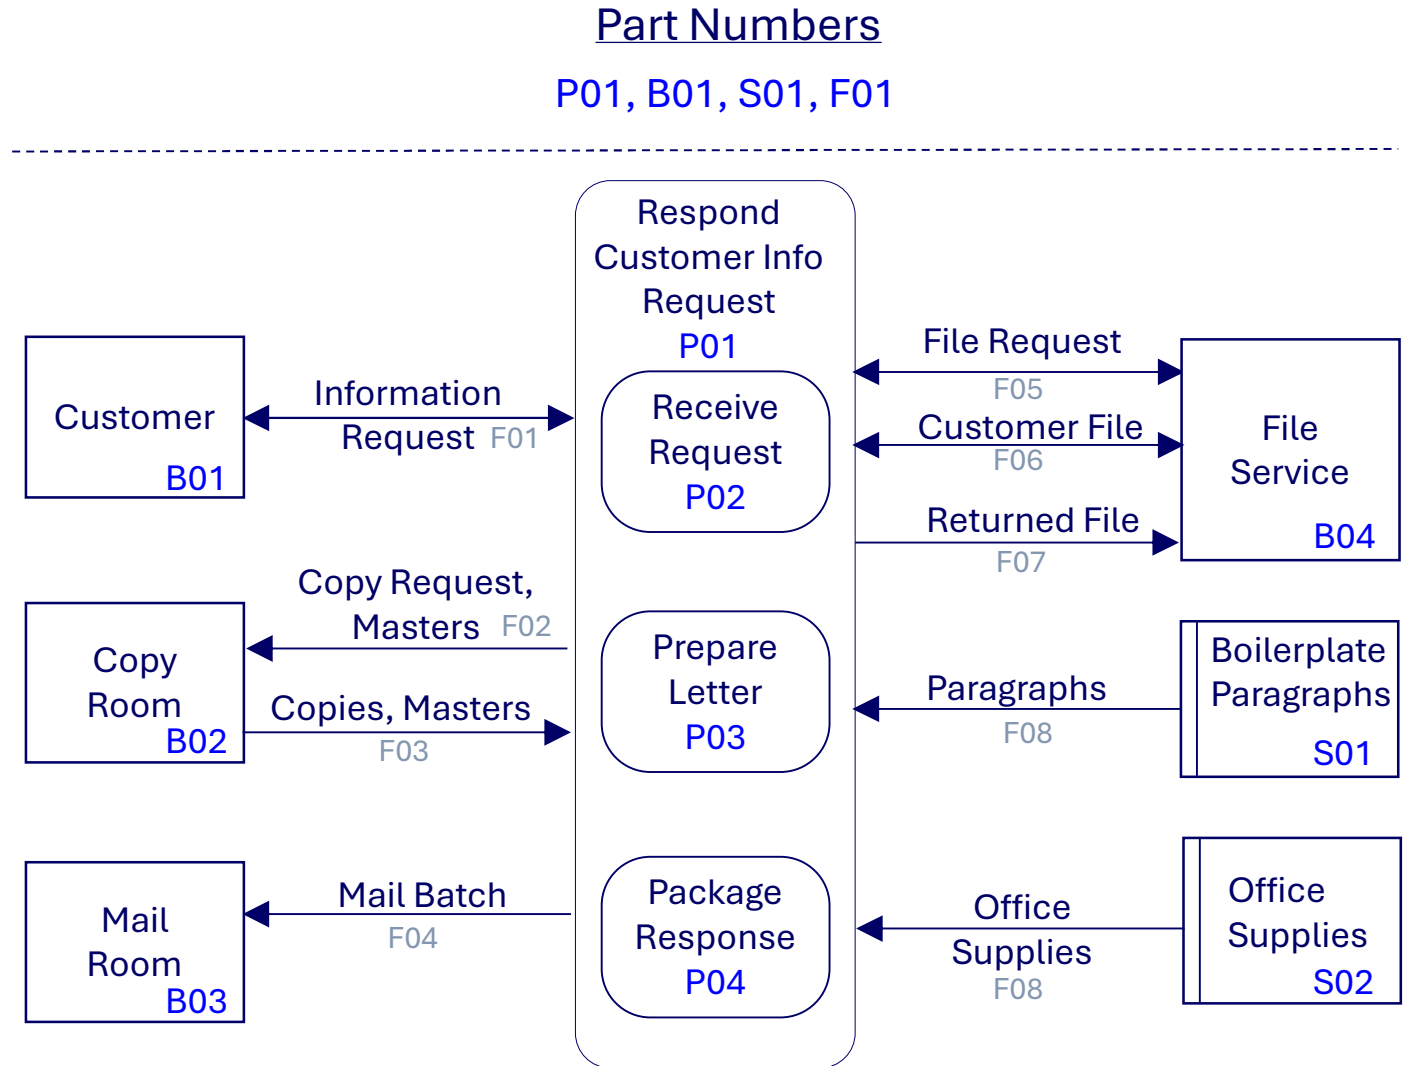 Part Numbers
P01, B01, S01, F01
Respond
Customer Info
Request
P01
Customer
B01
Information
Request F01
Receive
Request
P02
File Request
F05
Customer File
F06
Returned File
F07
File
Service
B04
Copy Request,
Masters F02
Copy
Room
B02
Copies, Masters
F03
Prepare
Letter
P03
Paragraphs
F08
Boilerplate
Paragraphs
S01
Mail
Room
B03
Mail Batch
F04
Package
Response
P04
Office
Supplies
F08
Office
Supplies
S02